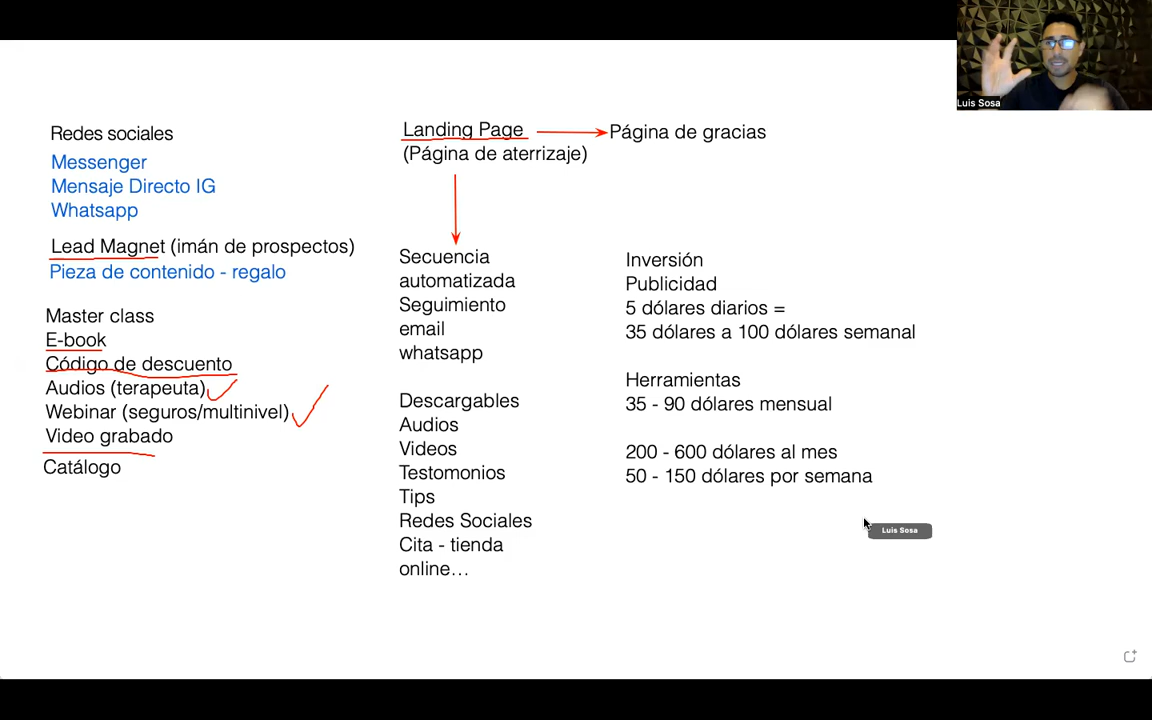 Luis Sosa
Redes sociales
Messenger
Mensaje Directo IG
Whatsapp
Lead Magnet (imán de prospectos)
Pieza de contenido - regalo
Master class
E-book
Código de descuento
Audios (terapeuta)
Webinar (seguros/multinivel)
Video grabado
Catálogo
Landing Page
(Página de aterrizaje)
Página de gracias
Secuencia
automatizada
Seguimiento
email
whatsapp
Descargables
Audios
Videos
Testomonios
Tips
Redes Sociales
Cita - tienda
online…
Inversión
Publicidad
5 dólares diarios =
35 dólares a 100 dólares semanal
Herramientas
35 - 90 dólares mensual
200 - 600 dólares al mes
50 - 150 dólares por semana
Luis Sosa